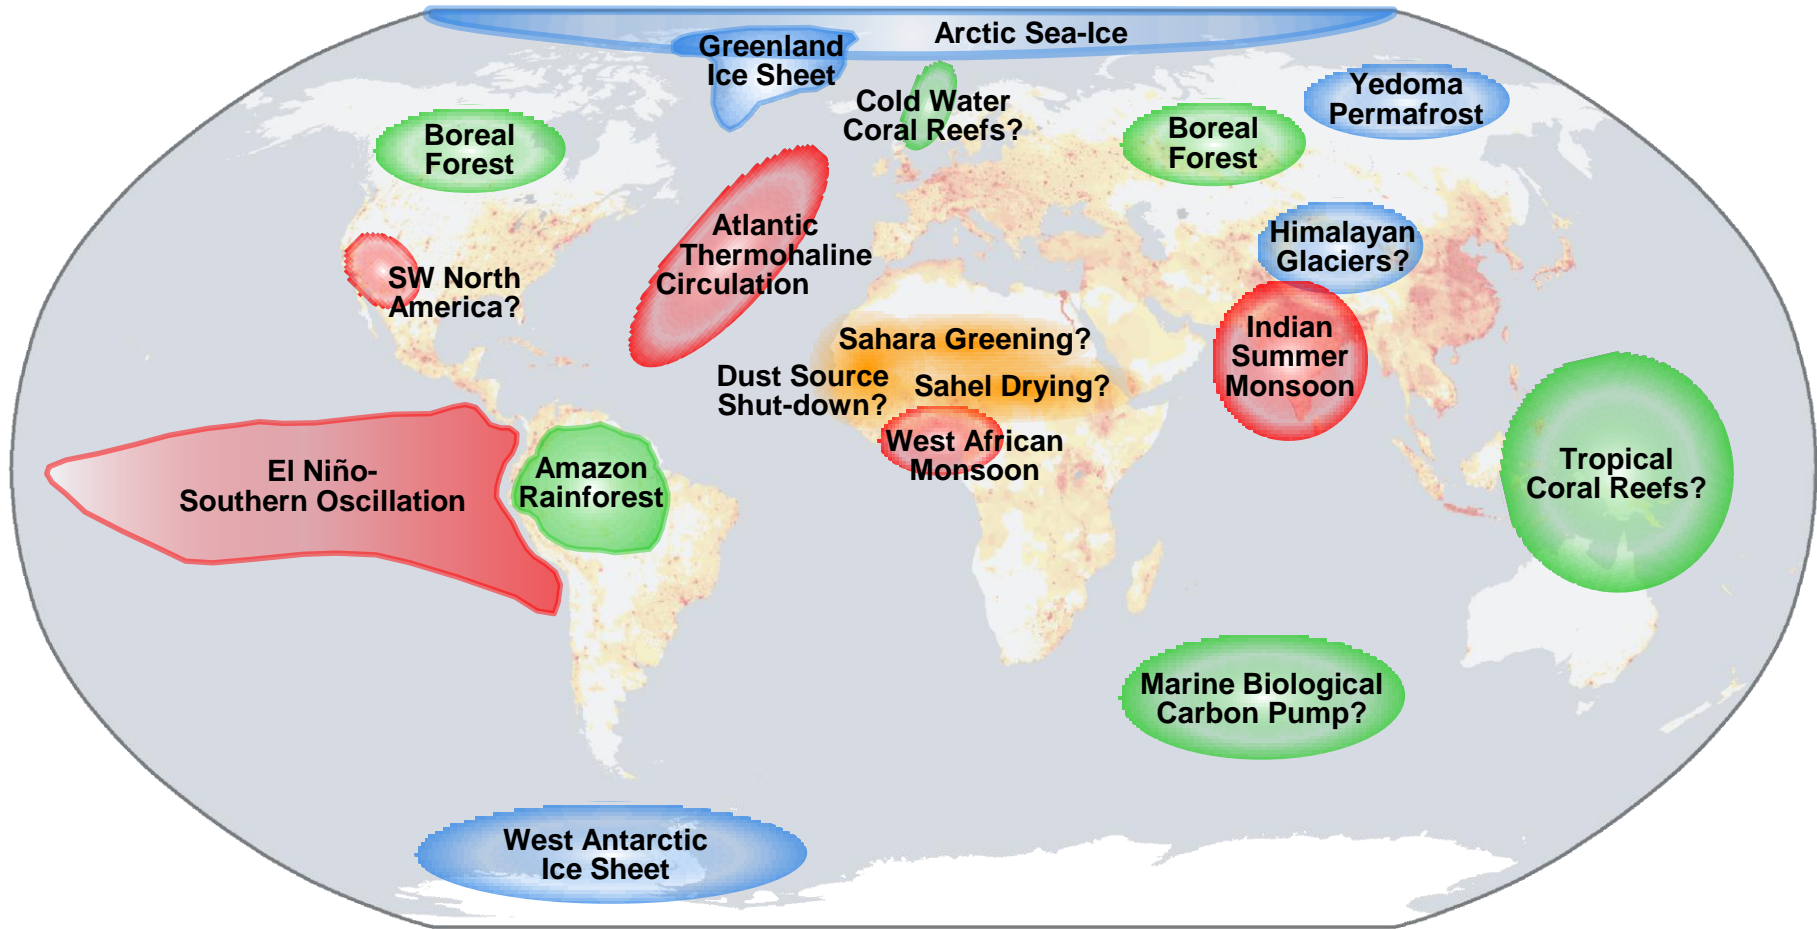 Arctic Sea-Ice
Greenland
Ice Sheet
Yedoma
Permafrost
Cold Water
Coral Reefs?
Boreal
Forest
Boreal
Forest
Atlantic
Thermohaline
Circulation
Himalayan
Glaciers?
SW North
America?
Sahara Greening?
Indian
Summer
Monsoon
Dust Source
Shut-down?
Sahel Drying?
West African
Monsoon
El Niño-
Southern Oscillation
Amazon
Rainforest
Tropical
Coral Reefs?
Marine Biological
Carbon Pump?
West Antarctic
Ice Sheet